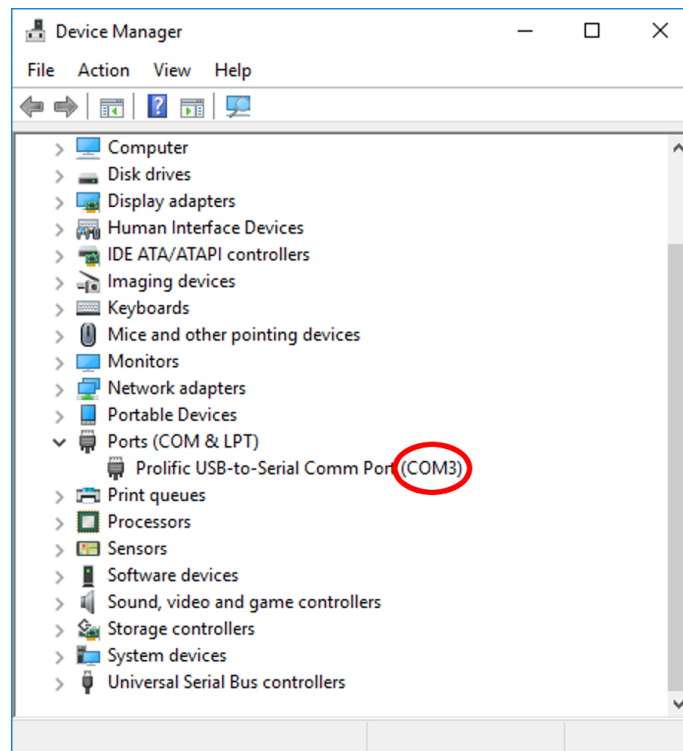 Device Manager
File Action View Help
Computer
Disk drives
Display adapters
Human Interface Devices
IDE ATA/ATAPI controllers
Imaging devices
Keyboards
Mice and other pointing devices
Monitors
Network adapters
Portable Devices
Ports (COM & LPT)
Prolific USB-to-Serial Comm Port (COM3)
Print queues
Processors
Sensors
Software devices
Sound, video and game controllers
Storage controllers
System devices
Universal Serial Bus controllers